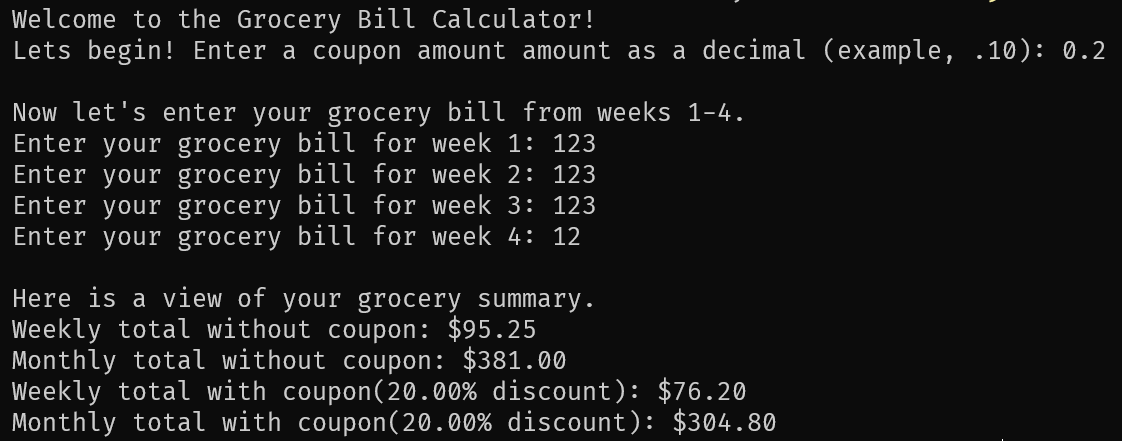 Welcome to the Grocery Bill Calculator!
Lets begin! Enter a coupon amount amount as a decimal (example, .10): 0.2
Now let's enter your grocery bill from weeks 1-4.
Enter your grocery bill for week 1: 123
Enter your grocery bill for week 2: 123
Enter your grocery bill for week 3: 123
Enter your grocery bill for week 4: 12
Here is a view of your grocery summary.
Weekly total without coupon: $95.25
Monthly total without coupon: $381.00
Weekly total with coupon(20.00% discount): $76.20
Monthly total with coupon(20.00% discount): $304.80